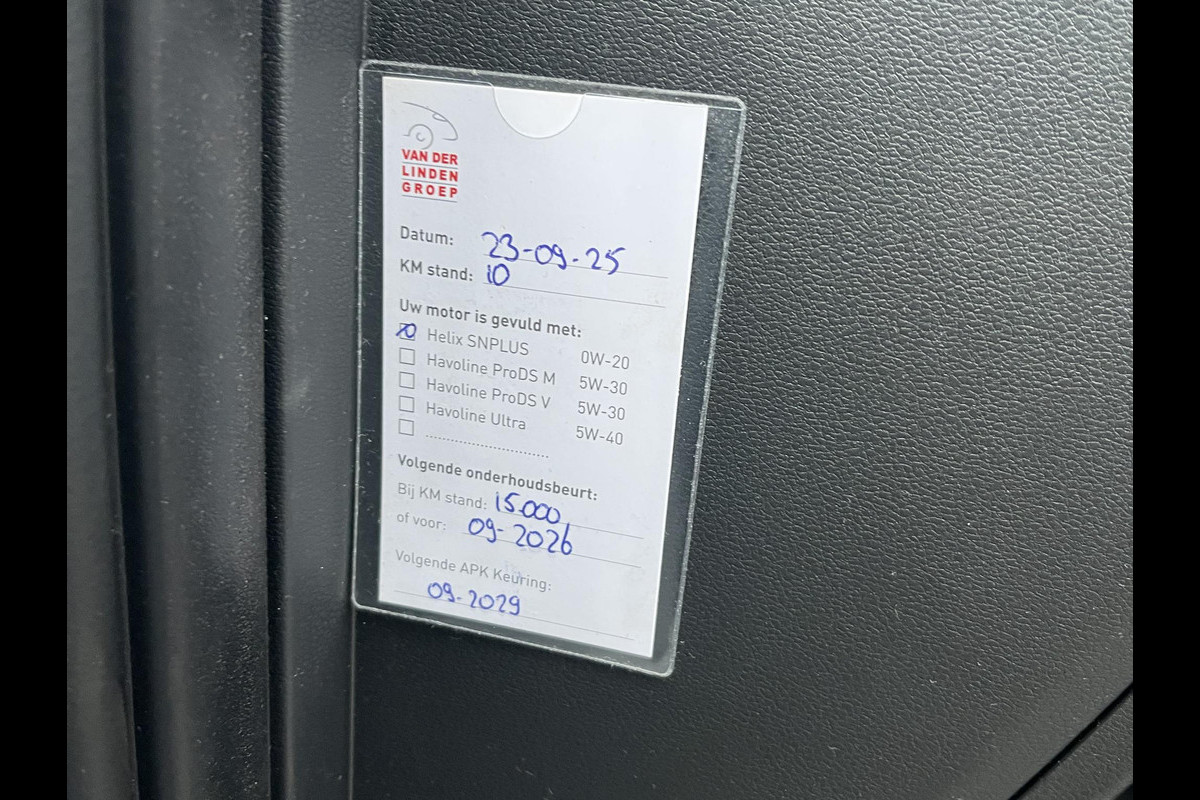 VAN DER
LINDEN
GROEP
Datum: 23-09-25
KM stand: 10
Uw motor is gevuld met:
Helix SNPLUS 0W-20
Havoline ProDS M 5W-30
Havoline ProDS V 5W-30
Havoline Ultra 5W-40
..............................
Volgende onderhoudsbeurt:
Bij KM stand: 15.000,
of voor: 09-2026
Volgende APK Keuring:
09-2029